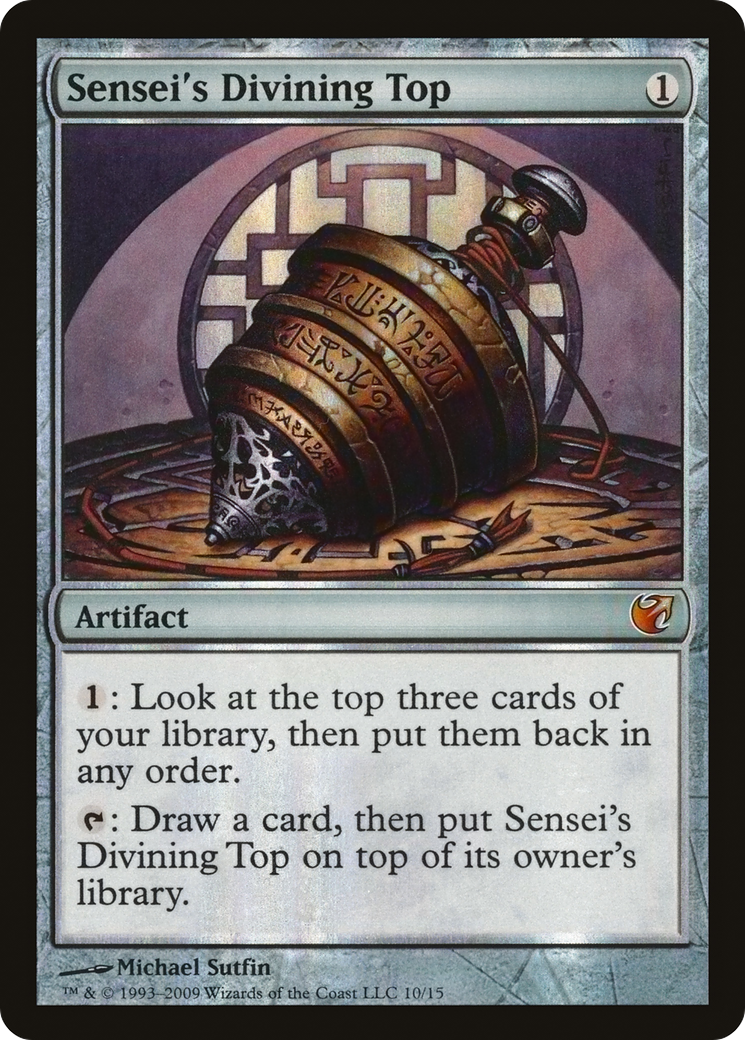 Sensei's Divining Top 1
Artifact
1: Look at the top three cards of
your library, then put them back in
any order.
: Draw a card, then put Sensei's
Divining Top on top of its owner's
library.
Michael Sutfin
™ & © 1993–2009 Wizards of the Coast LLC 10/15